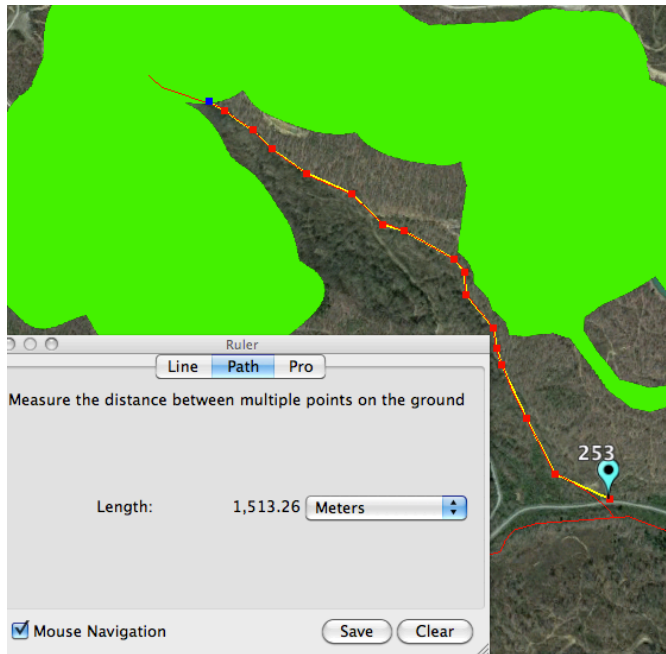 253
Ruler
Line Path Pro
Measure the distance between multiple points on the ground
Length: 1,513.26 Meters
Mouse Navigation Save Clear